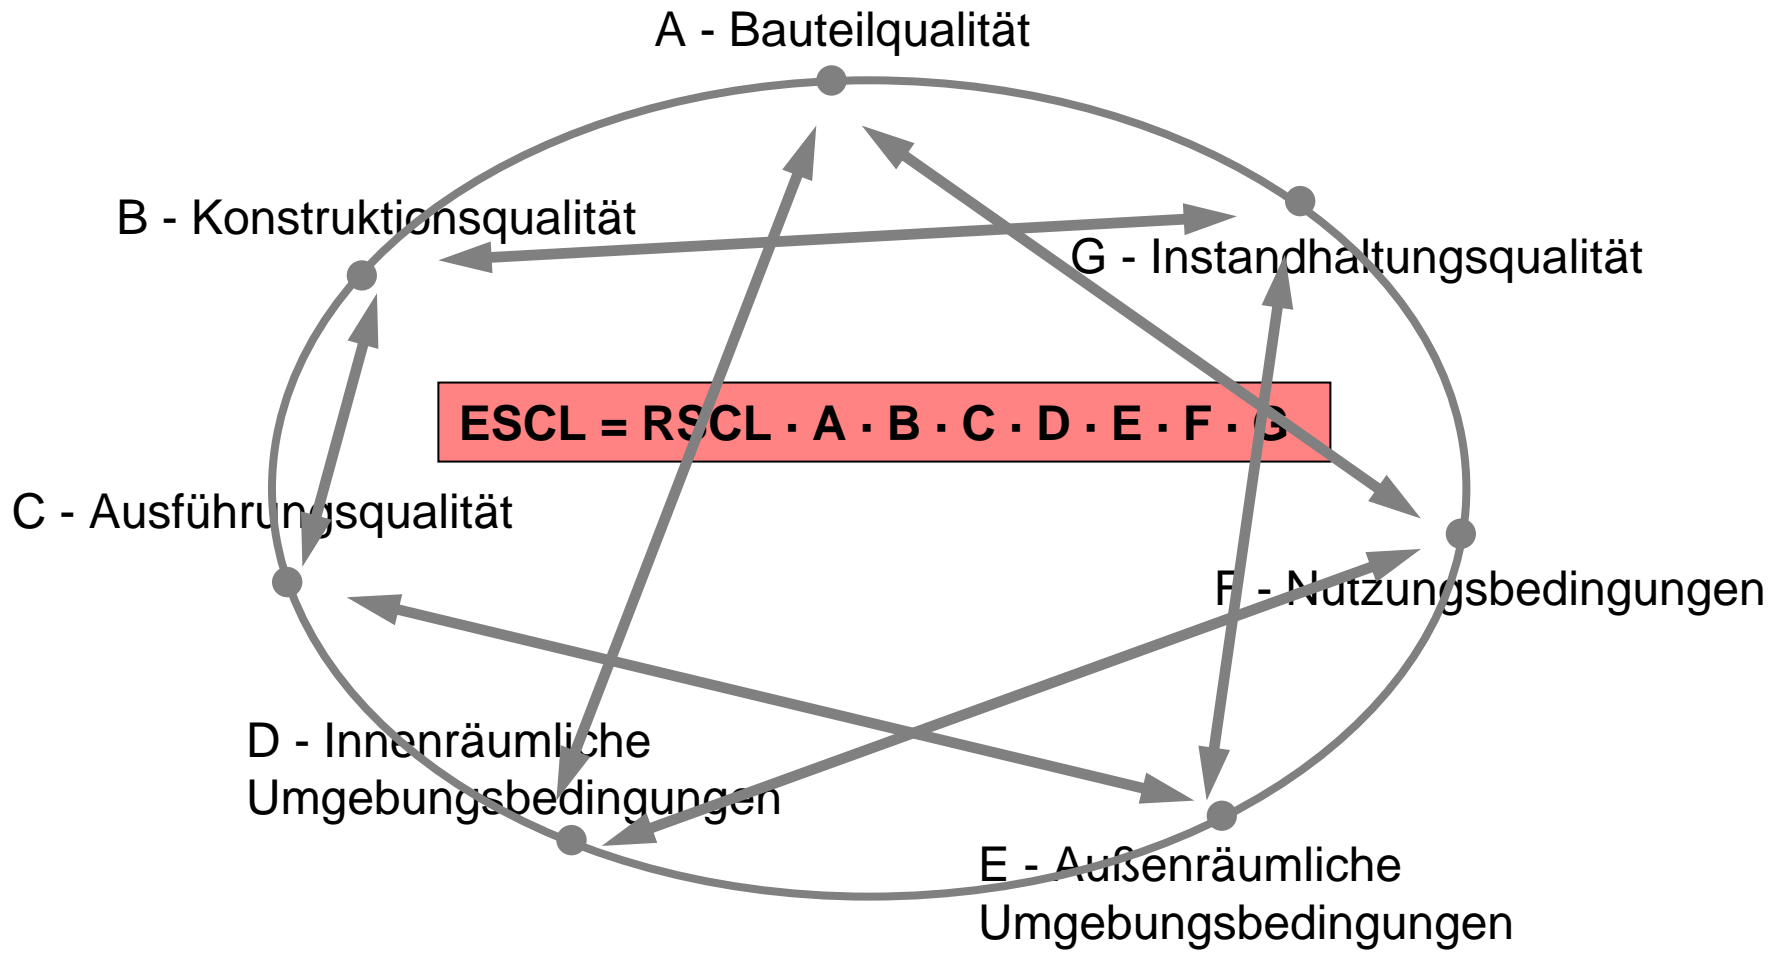 A - Bauteilqualität
B - Konstruktionsqualität
G - Instandhaltungsqualität
ESCL = RSCL · A · B · C · D · E · F · G
C - Ausführungsqualität
F - Nutzungsbedingungen
D - Innenräumliche
Umgebungsbedingungen
E - Außenräumliche
Umgebungsbedingungen